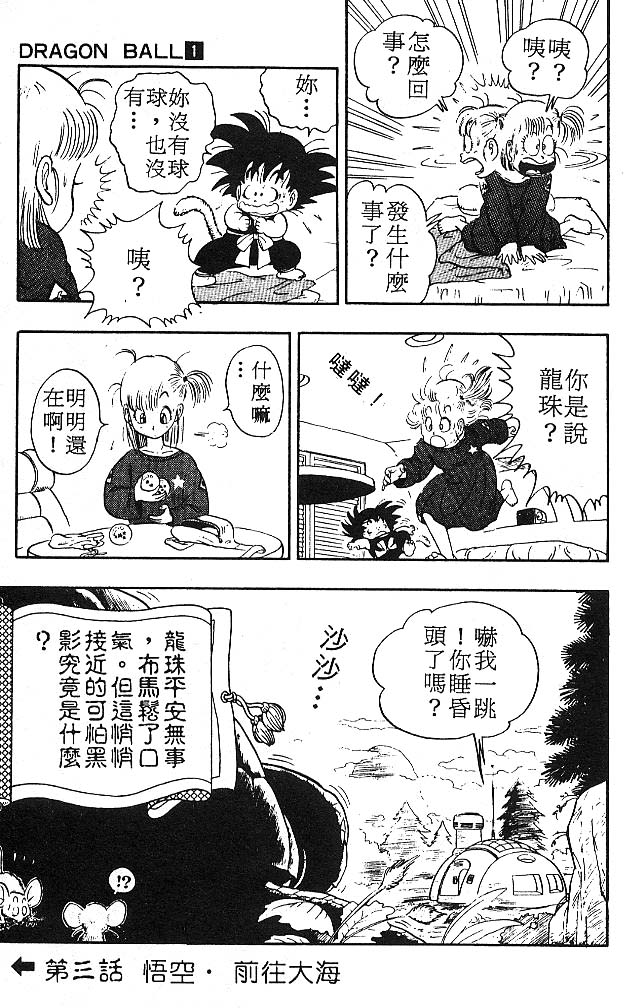 DRAGON BALL 1
咦
?
咦
?
怎麼回
事?
發生什麼
事了?
妳…
妳沒有
球,也沒
有…
咦?
你是說
龍珠?
噠噠!
什麼嘛
…
明明還
在啊!
嚇我一跳
!你睡昏
頭了嗎?
沙沙…
龍珠平安無事
,布馬鬆了口
氣。但這悄悄
接近的可怕黑
影究竟是什麼
?
!?
← 第三話 悟空・前往大海